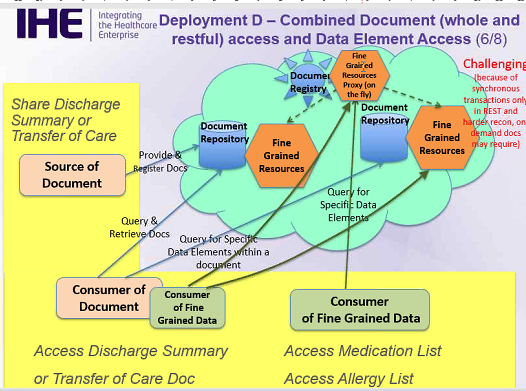 IHE Integrating
the Healthcare
Enterprise
Deployment D – Combined Document (whole and
restful) access and Data Element Access (6/8)
Share Discharge
Summary or
Transfer of Care
Document
Registry
Fine
Grained
Resources
Proxy (on
the fly)
Challenging
(because of
synchronous
transactions only
in REST and
harder recon, on
demand docs
may require)
Document
Repository
Fine
Grained
Resources
Document
Repository
Fine
Grained
Resources
Source of
Document
Provide &
Register Docs
Query &
Retrieve Docs
Query for Specific
Data Elements within a
document
Query for
Specific Data
Elements
Consumer of
Document
Consumer
of Fine
Grained Data
Consumer
of Fine Grained Data
Access Discharge Summary
or Transfer of Care Doc
Access Medication List
Access Allergy List